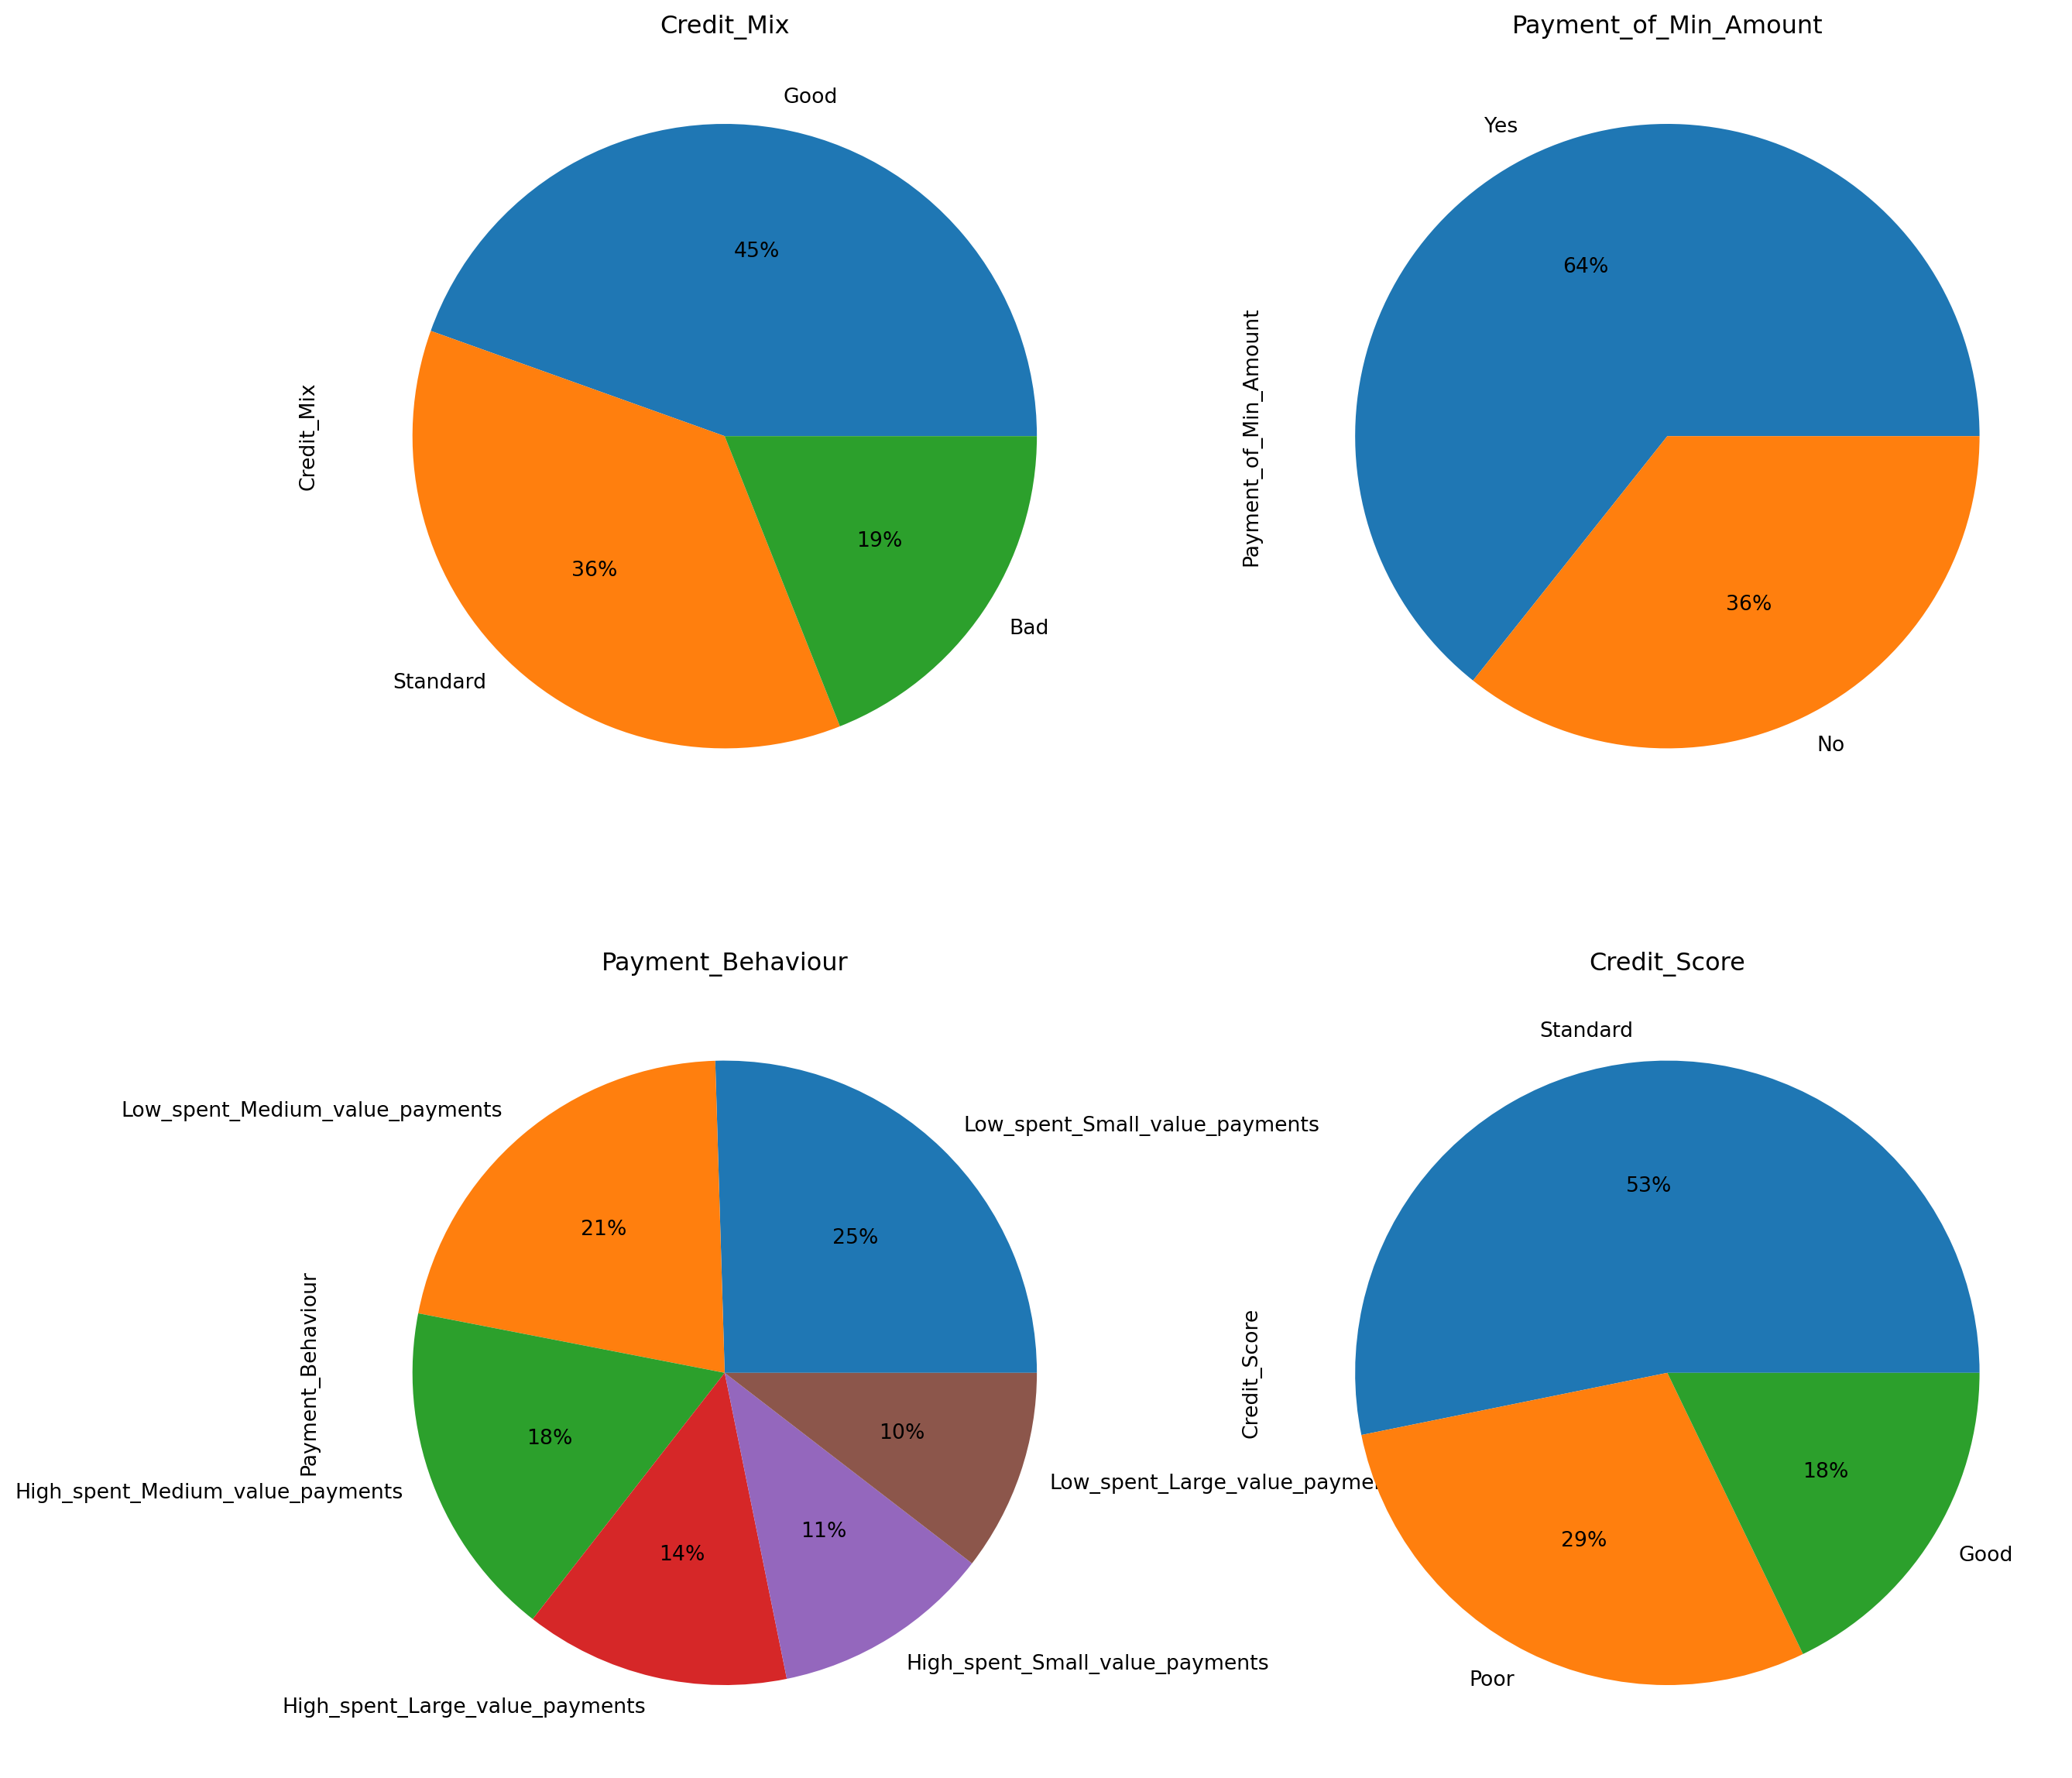 Credit_Mix
Good
45%
Credit_Mix
36%
19%
Bad
Standard
Payment_of_Min_Amount
Yes
64%
Payment_of_Min_Amount
36%
No
Payment_Behaviour
Low_spent_Medium_value_payments
Low_spent_Small_value_payments
21%
25%
Payment_Behaviour
18%
10%
High_spent_Medium_value_payments
Low_spent_Large_value_payme
14%
11%
High_spent_Small_value_payments
High_spent_Large_value_payments
Credit_Score
Standard
53%
Credit_Score
18%
29%
Good
Poor